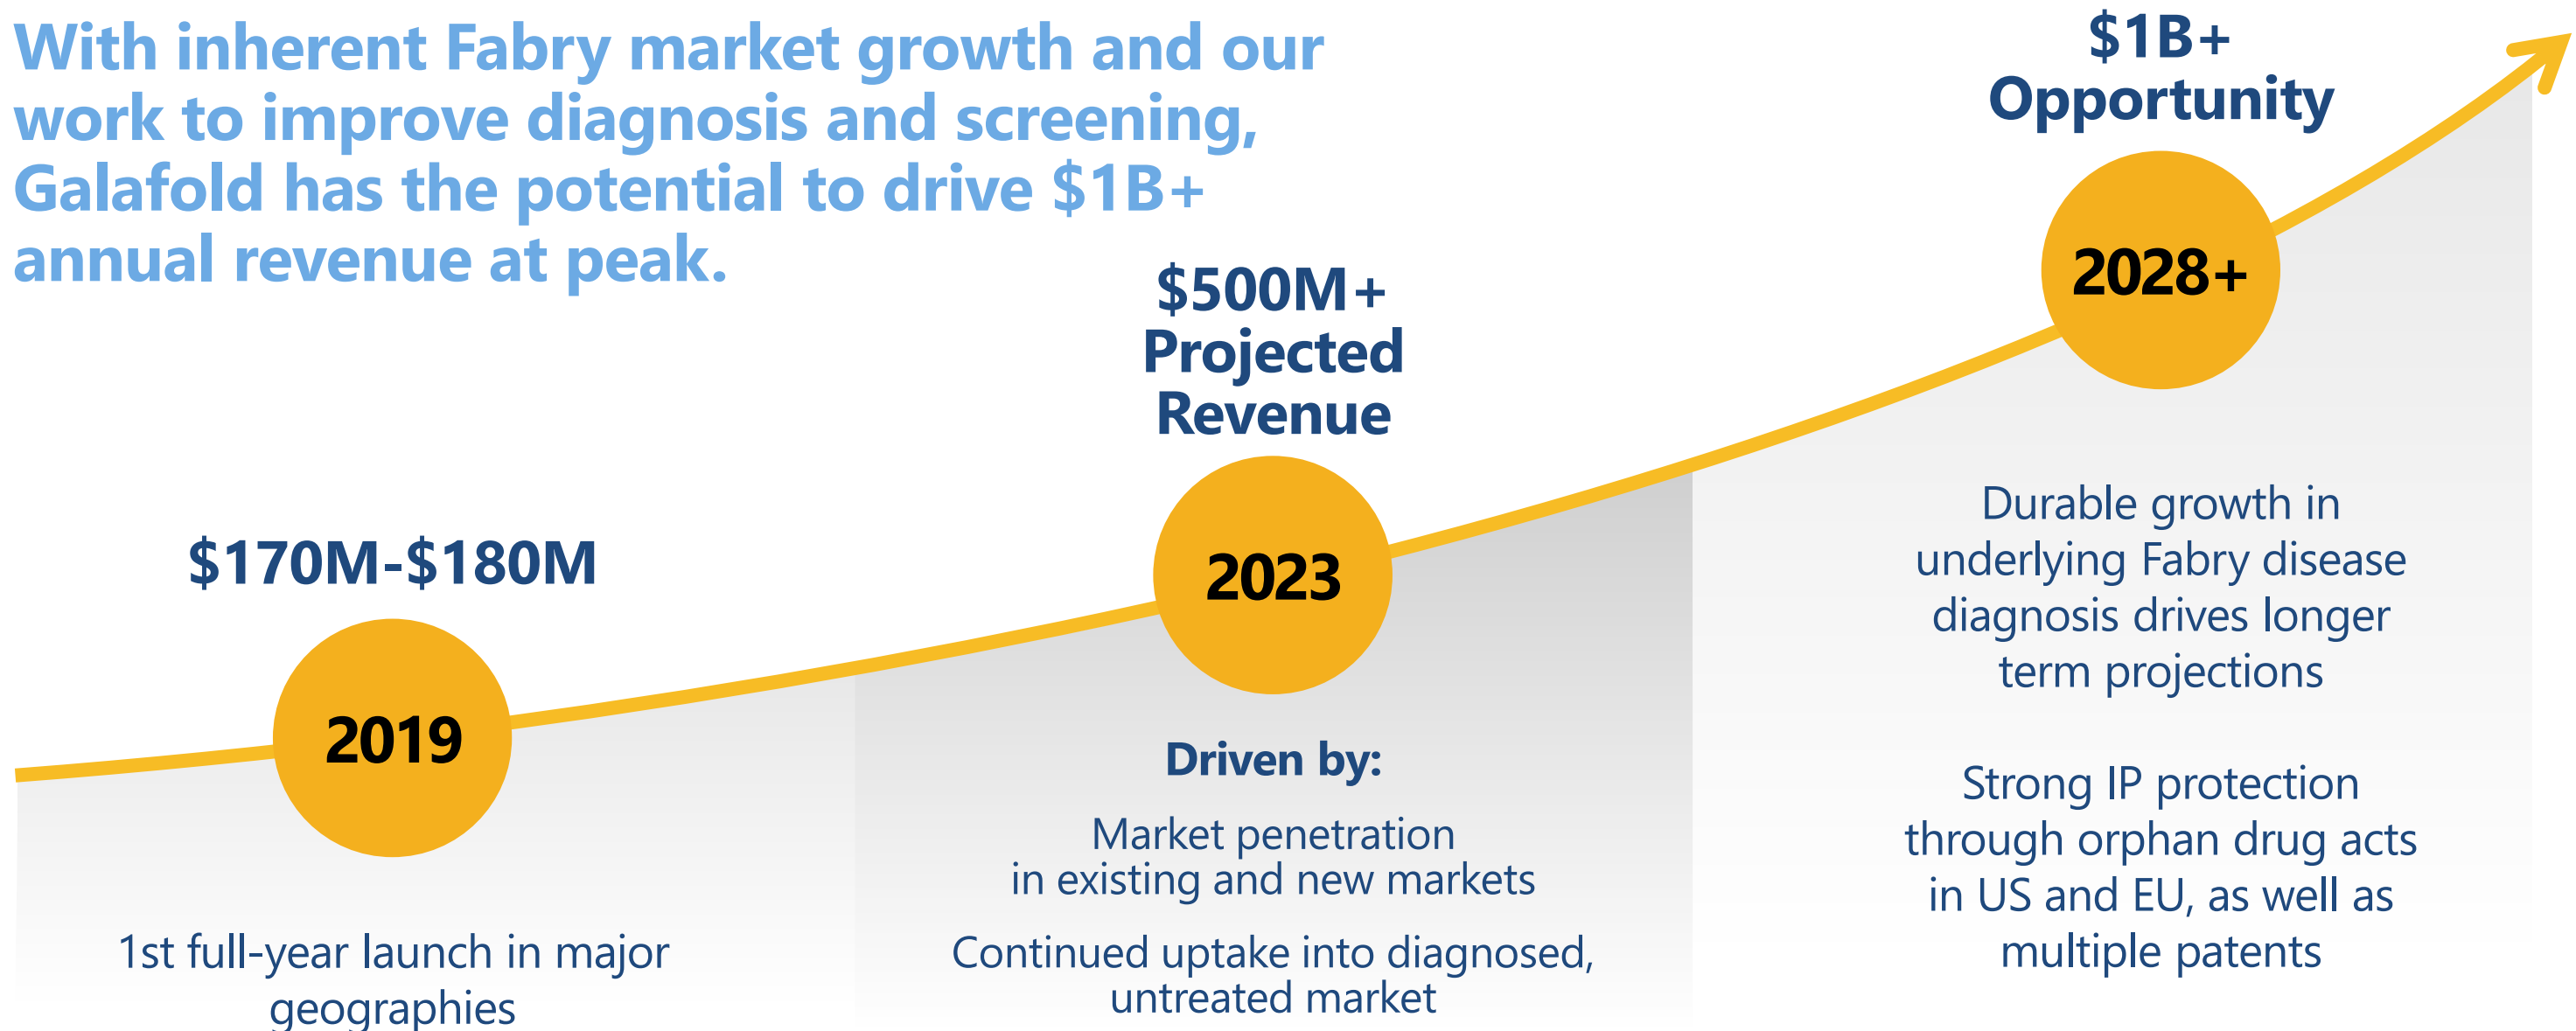 With inherent Fabry market growth and our
work to improve diagnosis and screening,
Galafold has the potential to drive $1B+
annual revenue at peak.
$170M-$180M
2019
1st full-year launch in major
geographies
$500M+
Projected
Revenue
2023
Driven by:
Market penetration
in existing and new markets
Continued uptake into diagnosed,
untreated market
$1B+
Opportunity
2028+
Durable growth in
underlying Fabry disease
diagnosis drives longer
term projections
Strong IP protection
through orphan drug acts
in US and EU, as well as
multiple patents